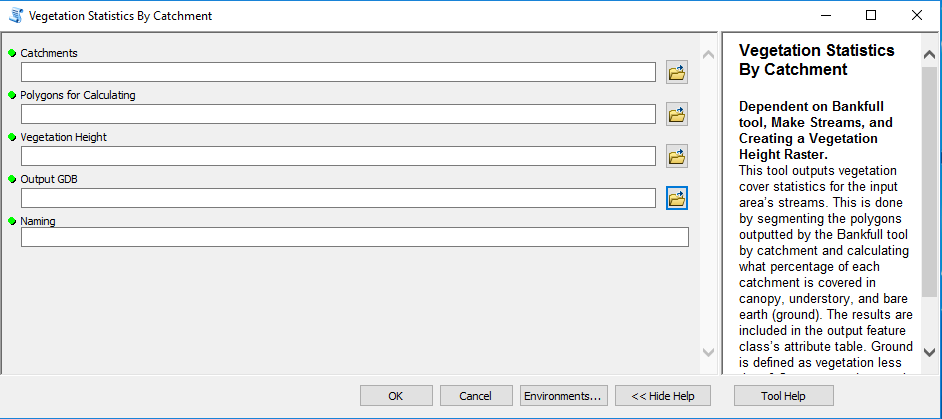 Vegetation Statistics By Catchment
Catchments
Polygons for Calculating
Vegetation Height
Output GDB
Naming
Vegetation Statistics
By Catchment
Dependent on Bankfull
tool, Make Streams, and
Creating a Vegetation
Height Raster.
This tool outputs vegetation
cover statistics for the input
area's streams. This is done
by segmenting the polygons
outputted by the Bankfull tool
by catchment and calculating
what percentage of each
catchment is covered in
canopy, understory, and bare
earth (ground). The results are
included in the output feature
class's attribute table. Ground
is defined as vegetation less
OK
Cancel
Environments...
<< Hide Help
Tool Help